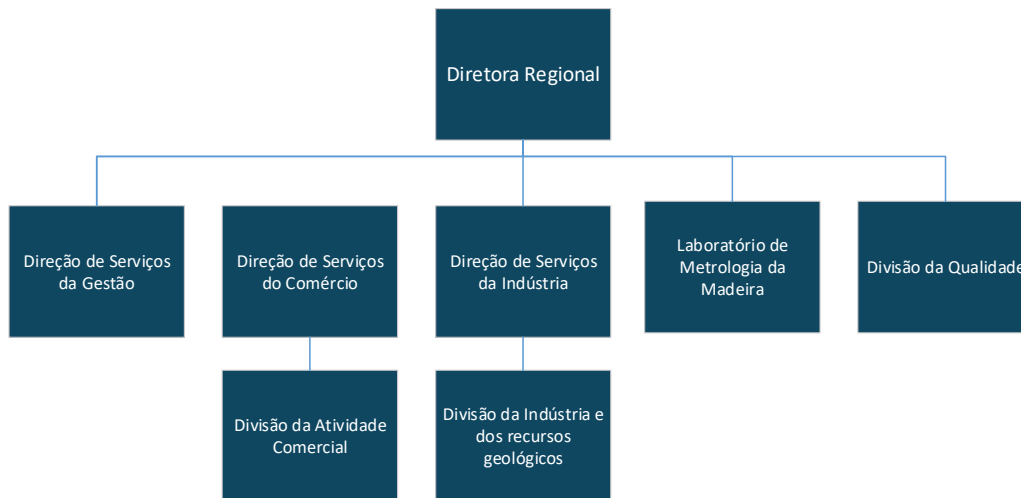 Diretora Regional
Direção de Serviços
da Gestão
Direção de Serviços
do Comércio
Direção de Serviços
da Indústria
Laboratório de
Metrologia da
Madeira
Divisão da Qualidade
Divisão da Atividade
Comercial
Divisão da Indústria e
dos recursos
geológicos